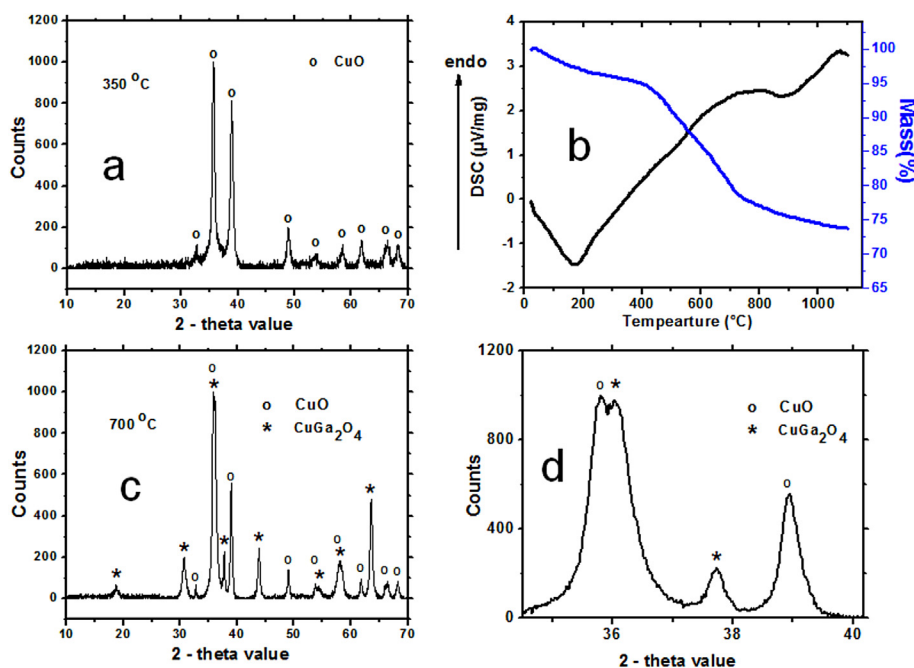 1200
1000
800
600
400
200
0
10 20 30 40 50 60 70
Counts
2 - theta value
350 °C
o CuO
a
o o o o o o o o o
endo
4
3
2
1
0
-1
-2
DSC (μV/mg)
0 200 400 600 800 1000
Tempearture (°C)
100
95
90
85
80
75
70
65
Mass(%)
b
1200
1000
800
600
400
200
0
10 20 30 40 50 60 70
Counts
2 - theta value
700 °C
o CuO
* CuGa2O4
c
* * o o * * o * o o * o * o * o o
1200
900
600
300
0
36 38 40
Counts
2 - theta value
o CuO
* CuGa2O4
d
o * * o